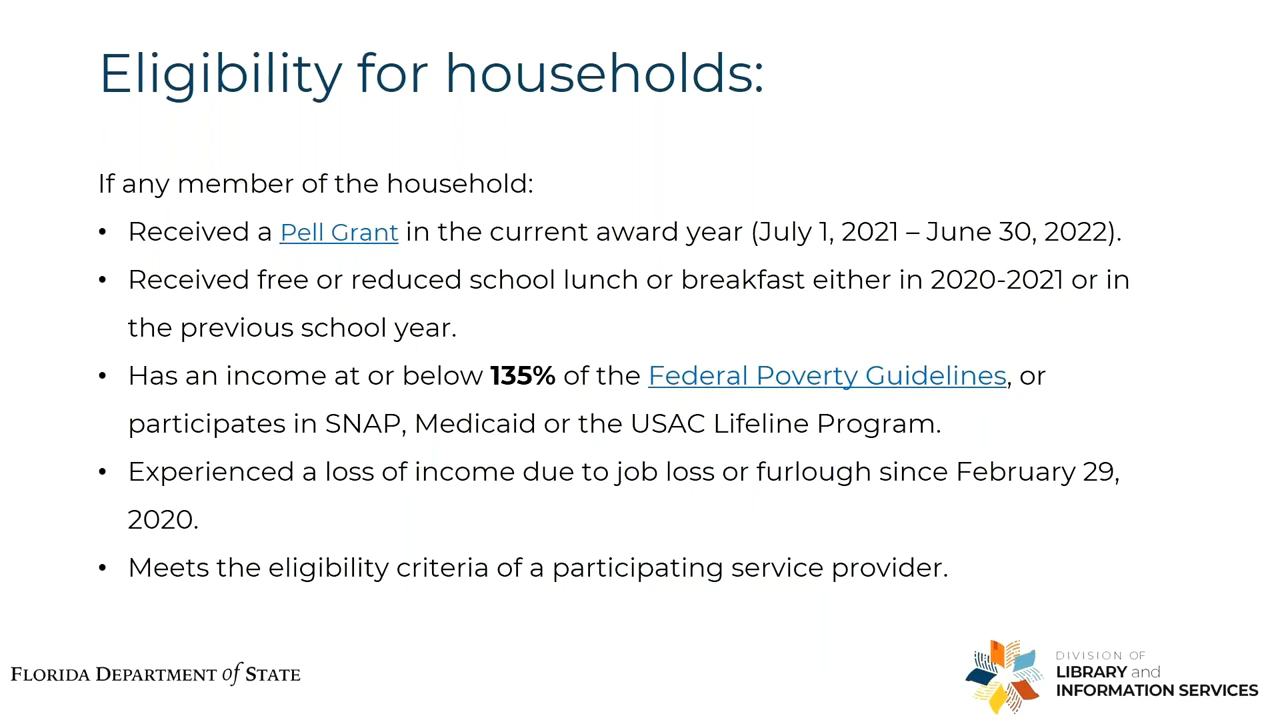 Eligibility for households:
If any member of the household:
• Received a Pell Grant in the current award year (July 1, 2021 – June 30, 2022).
• Received free or reduced school lunch or breakfast either in 2020-2021 or in
the previous school year.
• Has an income at or below 135% of the Federal Poverty Guidelines, or
participates in SNAP, Medicaid or the USAC Lifeline Program.
• Experienced a loss of income due to job loss or furlough since February 29,
2020.
• Meets the eligibility criteria of a participating service provider.
FLORIDA DEPARTMENT of STATE
DIVISION OF
LIBRARY and
INFORMATION SERVICES